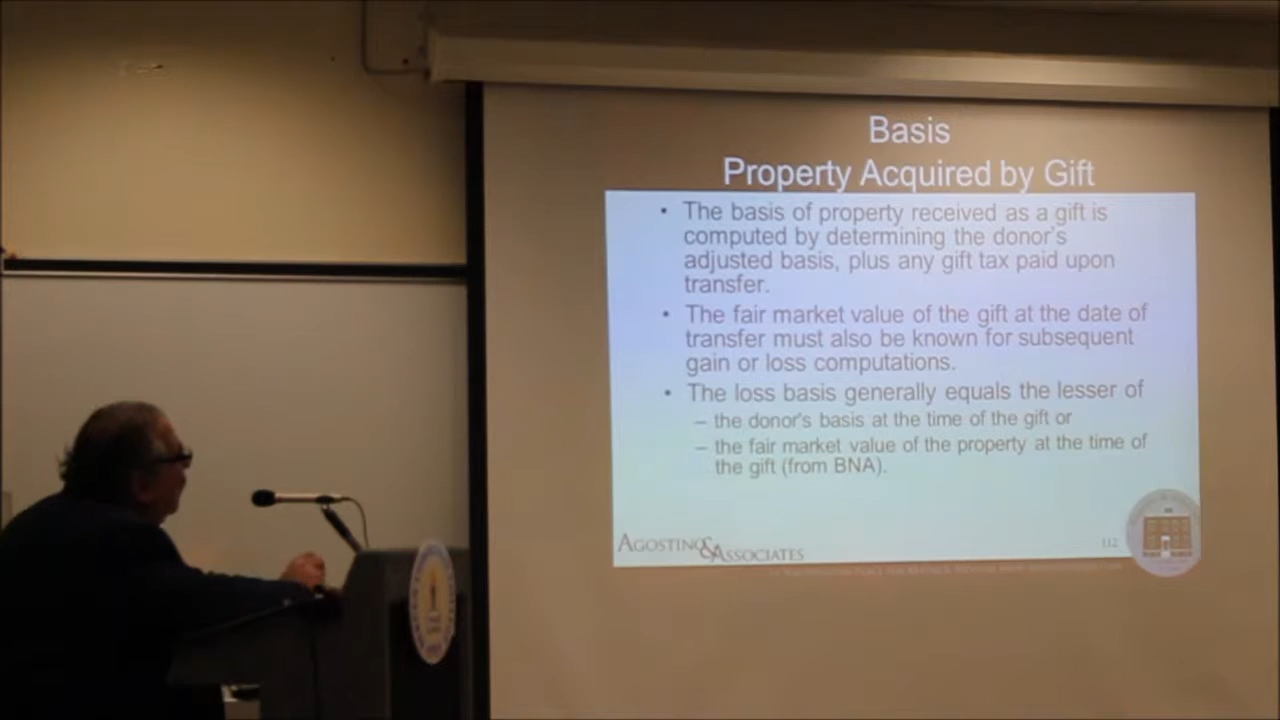 Basis
Property Acquired by Gift
• The basis of property received as a gift is
computed by determining the donor's
adjusted basis, plus any gift tax paid upon
transfer.
• The fair market value of the gift at the date of
transfer must also be known for subsequent
gain or loss computations.
• The loss basis generally equals the lesser of
– the donor's basis at the time of the gift or
– the fair market value of the property at the time of
the gift (from BNA).
AGOSTINO & ASSOCIATES
112